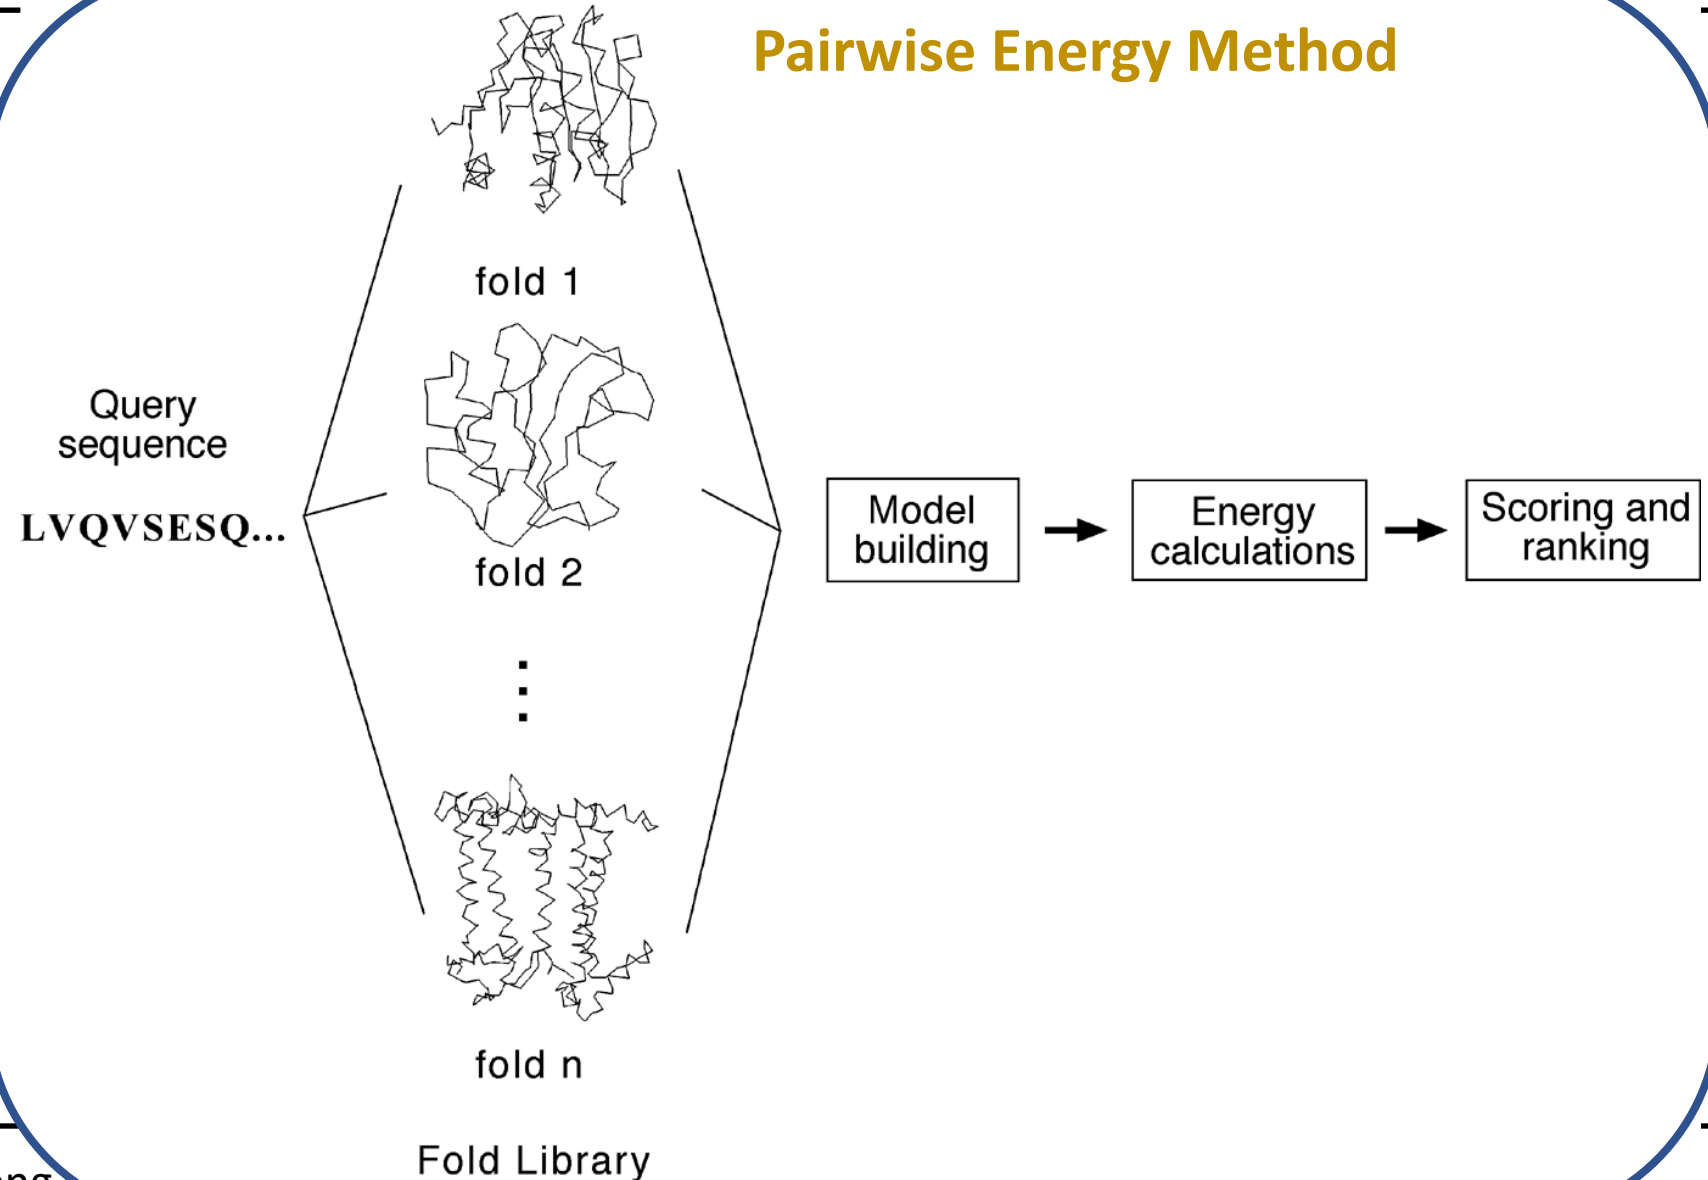 Pairwise Energy Method
fold 1
Query
sequence
LVQVSESQ...
fold 2
Model
building
Energy
calculations
Scoring and
ranking
fold n
Fold Library